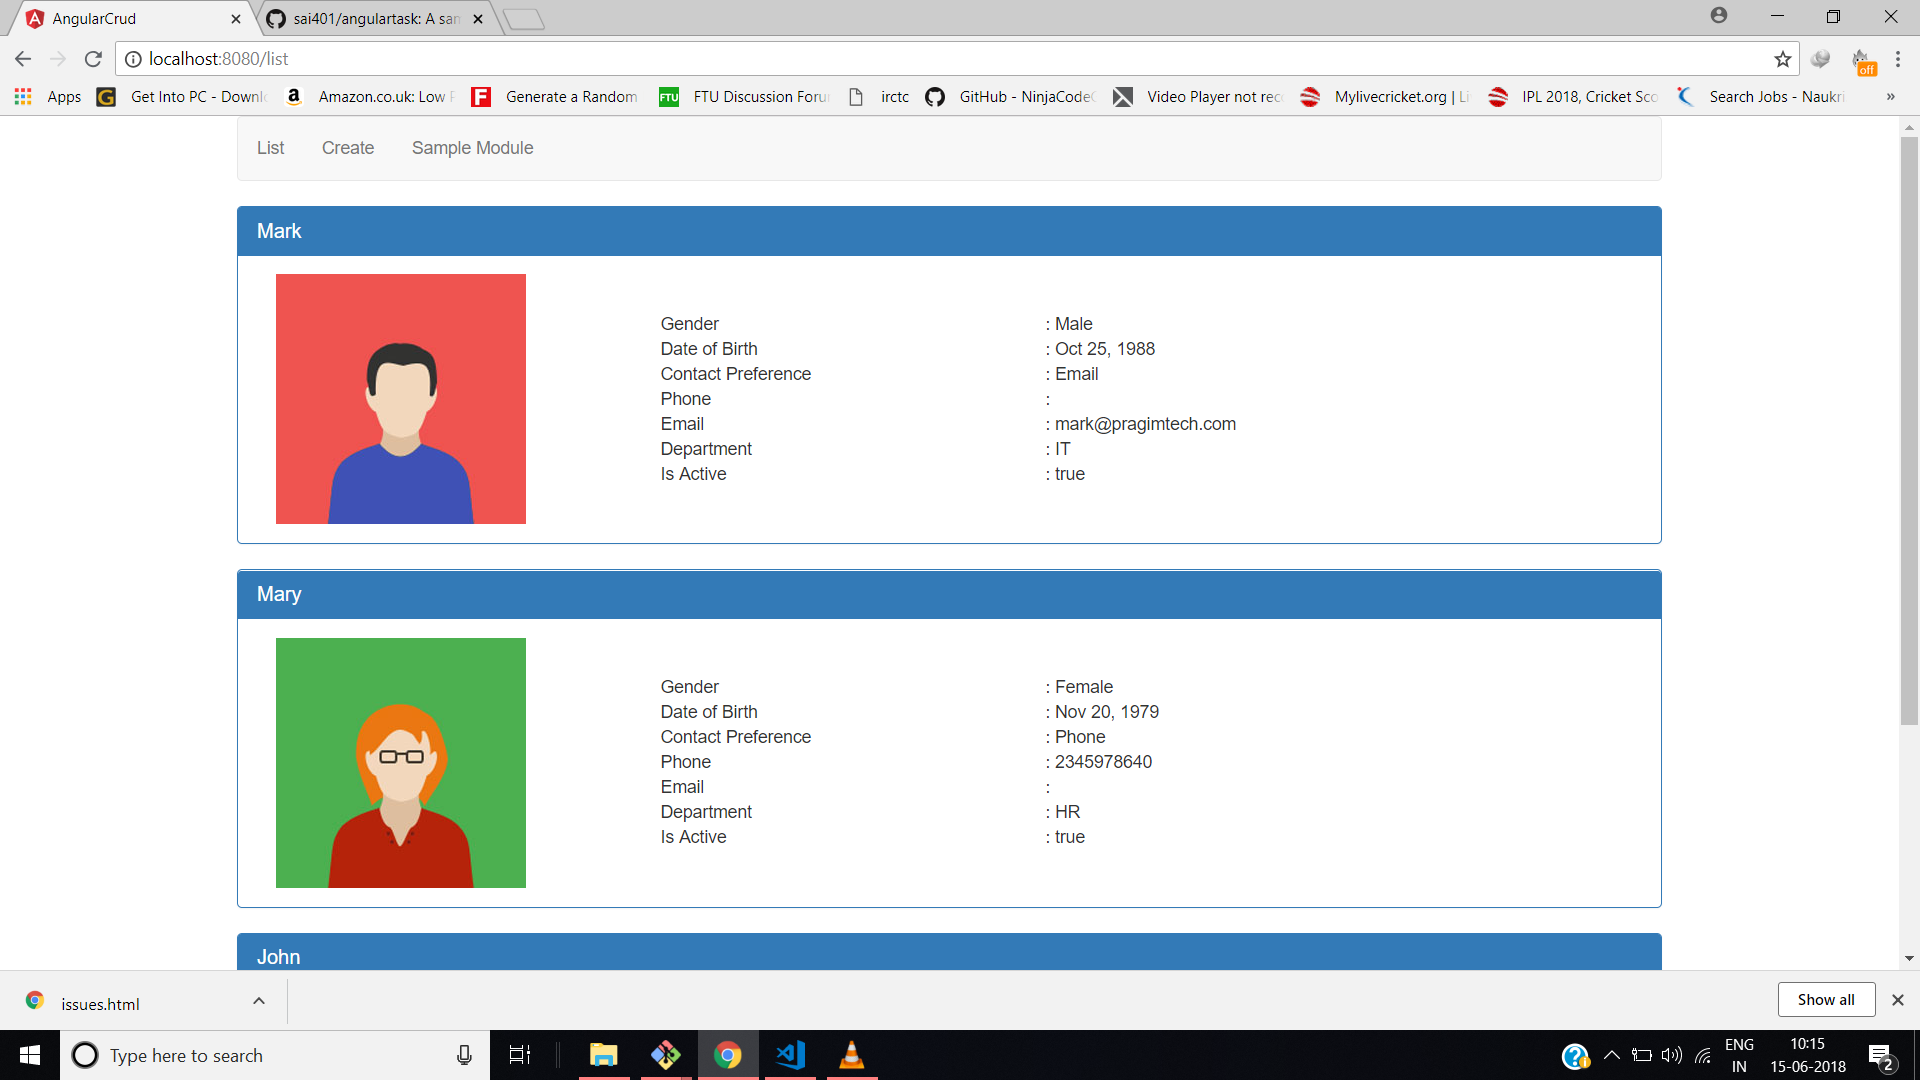 AngularCrud
sai401/angulartask: A san
localhost:8080/list
off
Apps
Get Into PC - Downl
Amazon.co.uk: Low
Generate a Random
FTU
FTU Discussion Foru
irctc
GitHub - NinjaCode
Video Player not rec
Mylivecricket.org | Li
IPL 2018, Cricket Sco
Search Jobs - Naukri
»
List
Create
Sample Module
Mark
Gender : Male
Date of Birth : Oct 25, 1988
Contact Preference : Email
Phone :
Email : mark@pragimtech.com
Department : IT
Is Active : true
Mary
Gender : Female
Date of Birth : Nov 20, 1979
Contact Preference : Phone
Phone : 2345978640
Email :
Department : HR
Is Active : true
John
issues.html
Show all
Type here to search
ENG
IN
10:15
15-06-2018
2